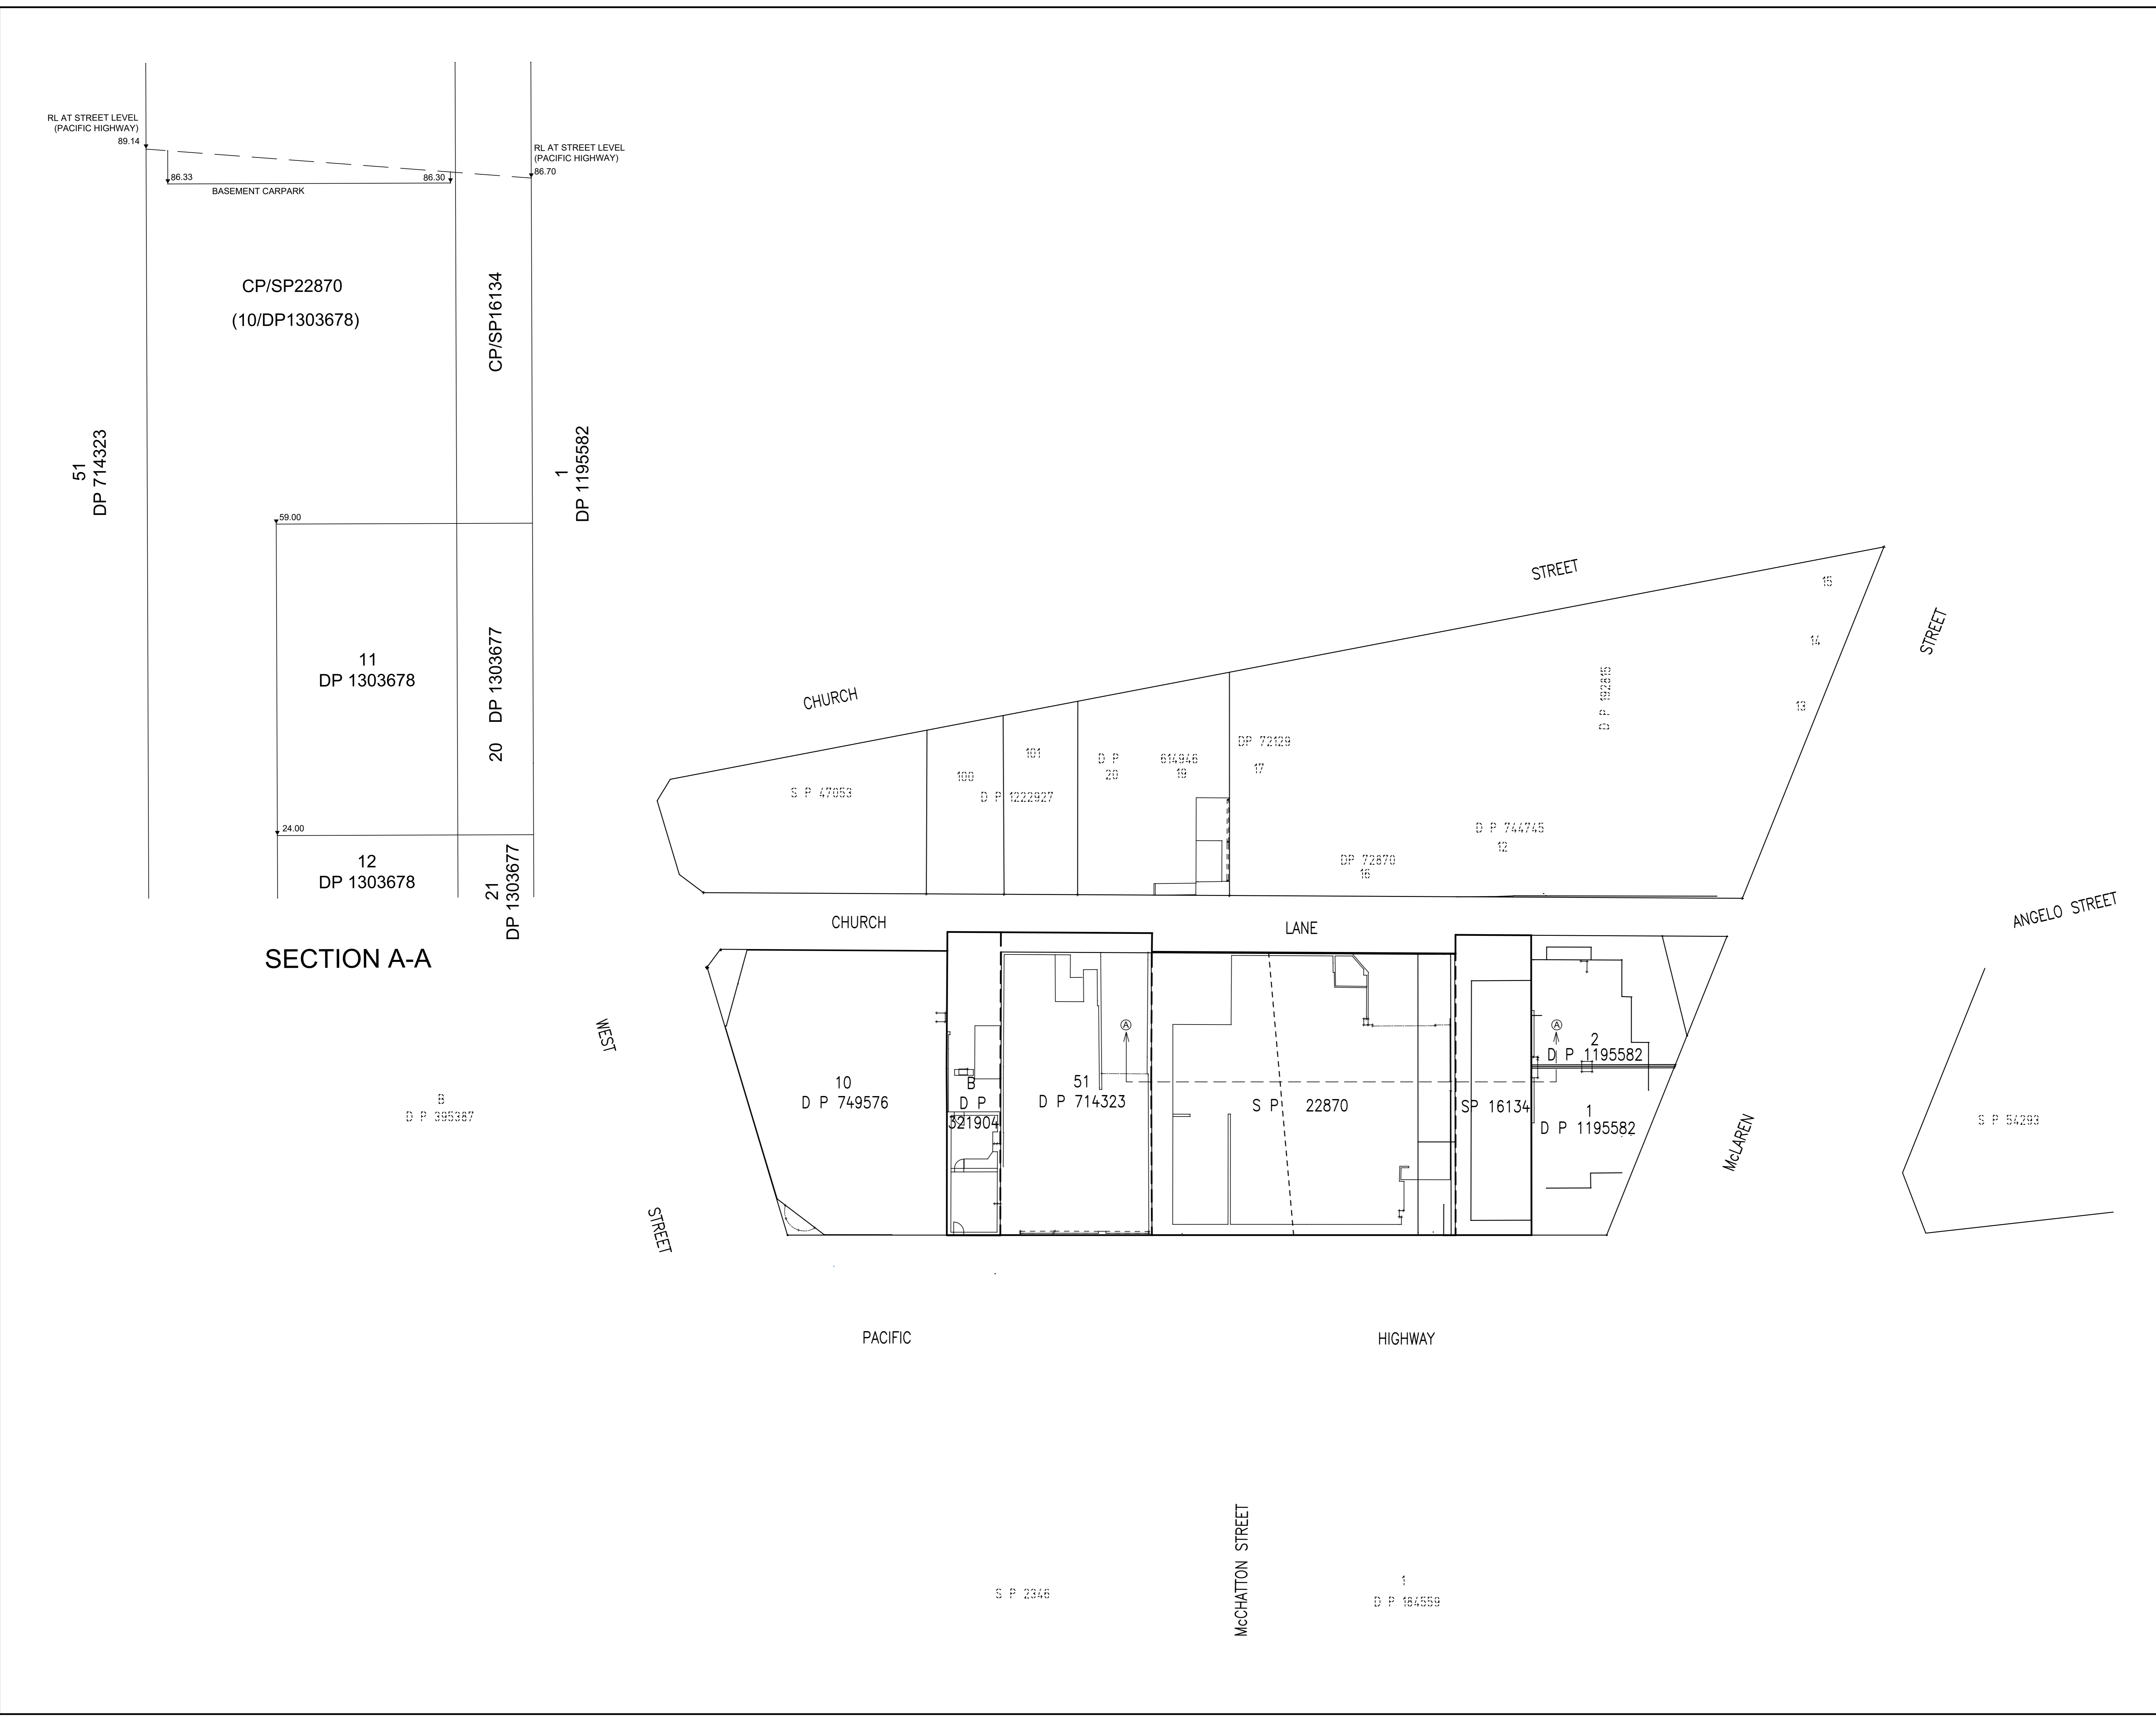 RL AT STREET LEVEL
(PACIFIC HIGHWAY)
89.14
RL AT STREET LEVEL
(PACIFIC HIGHWAY)
86.70
86.33
86.30
BASEMENT CARPARK
CP/SP22870
(10/DP1303678)
CP/SP16134
51
DP 714323
1
DP 1195582
59.00
11
DP 1303678
20 DP 1303677
24.00
12
DP 1303678
21
DP 1303677
SECTION A-A
STREET
CHURCH
STREET
15
14
13
D P 192815
S P 47053
100
101
D P 1222927
D P 614946
20 19
DP 72129
17
D P 744745
12
DP 72870
16
CHURCH
LANE
ANGELO STREET
WEST
STREET
B
D P 395387
10
D P 749576
B
D P
321904
51
D P 714323
A
S P 22870
SP 16134
A
2
D P 1195582
1
D P 1195582
McLAREN
S P 54293
PACIFIC
HIGHWAY
McCHATTON STREET
S P 2346
1
D P 184559